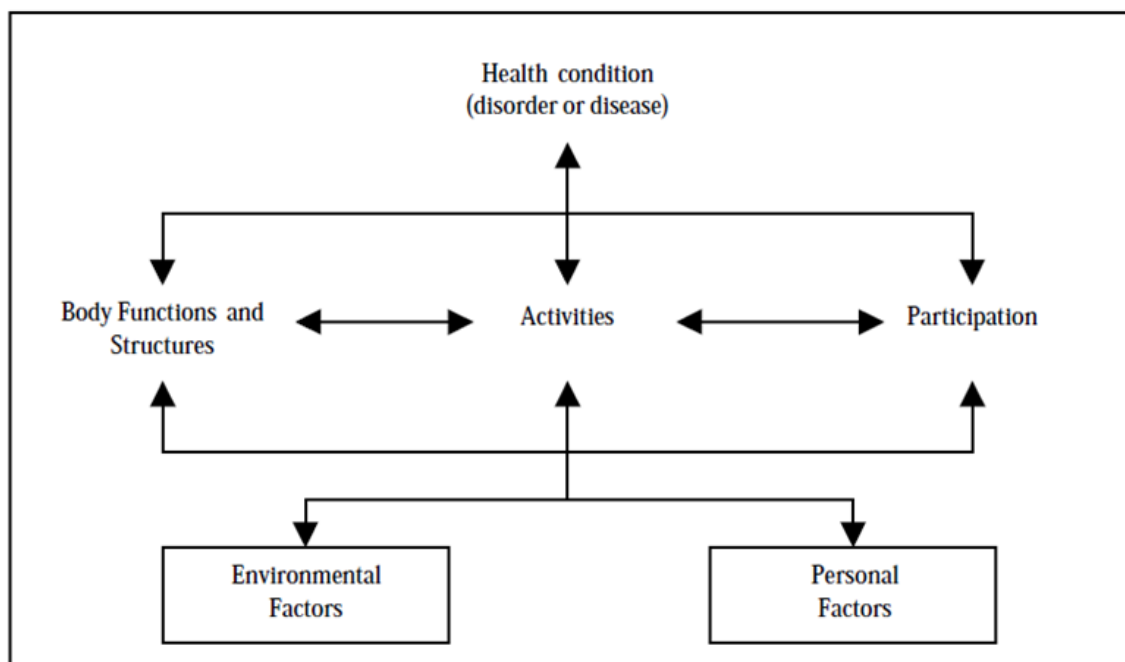 Health condition
(disorder or disease)
Body Functions and
Structures
Activities
Participation
Environmental
Factors
Personal
Factors